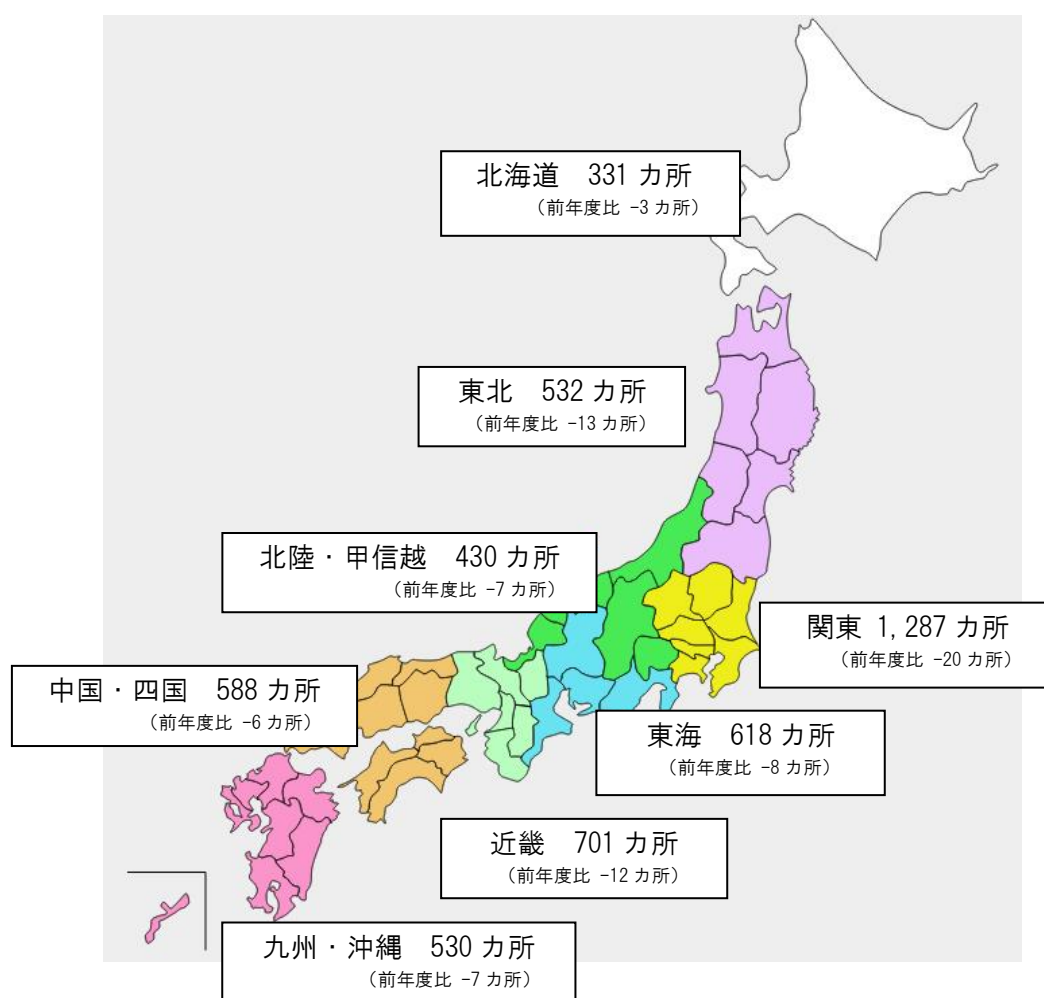 北海道　331 カ所
（前年度比 -3 カ所）
東北　532 カ所
（前年度比 -13 カ所）
北陸・甲信越　430 カ所
（前年度比 -7 カ所）
関東 1,287 カ所
（前年度比 -20 カ所）
中国・四国　588 カ所
（前年度比 -6 カ所）
東海　618 カ所
（前年度比 -8 カ所）
近畿　701 カ所
（前年度比 -12 カ所）
九州・沖縄　530 カ所
（前年度比 -7 カ所）